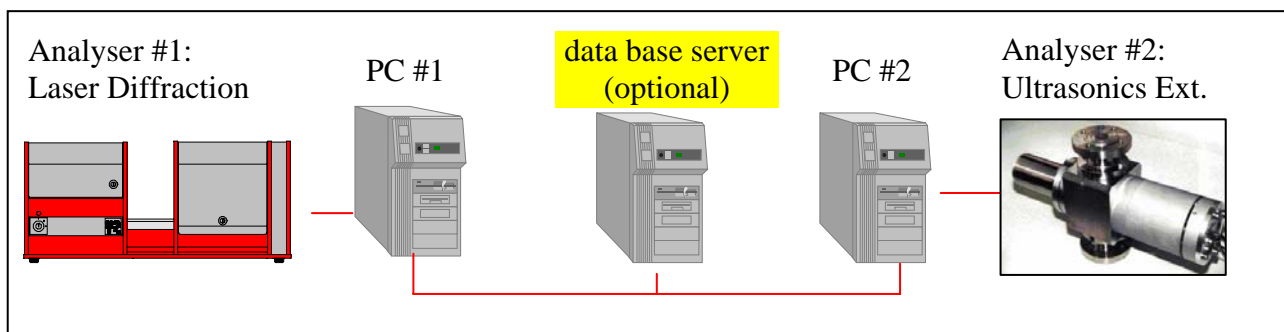 Analyser #1:
Laser Diffraction
PC #1
data base server
(optional)
PC #2
Analyser #2:
Ultrasonics Ext.